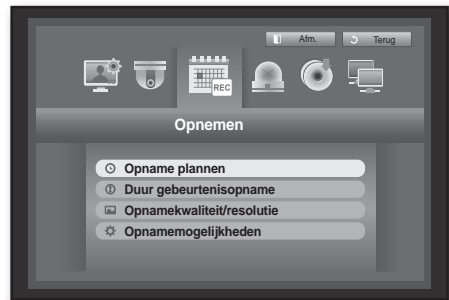 Afm. Terug
REC
Opnemen
Opname plannen
Duur gebeurtenisopname
Opnamekwaliteit/resolutie
Opnamemogelijkheden